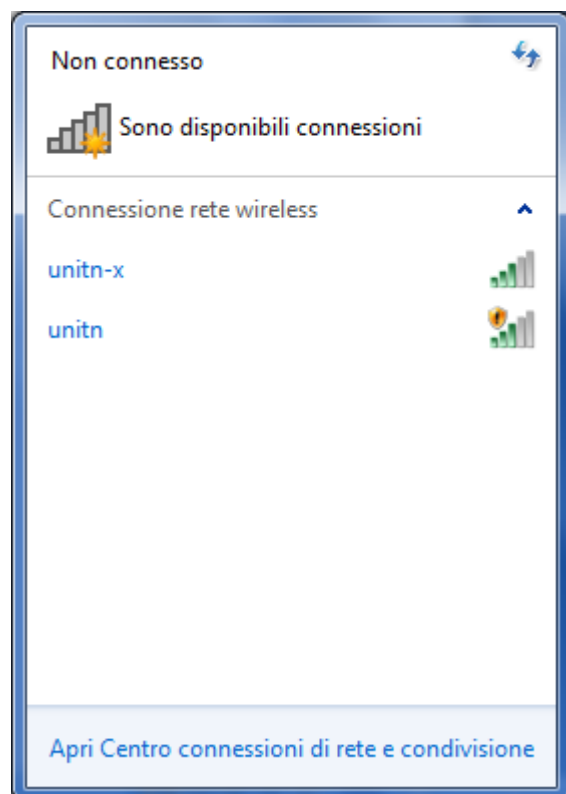 Non connesso
Sono disponibili connessioni
Connessione rete wireless
unitn-x
unitn
Apri Centro connessioni di rete e condivisione